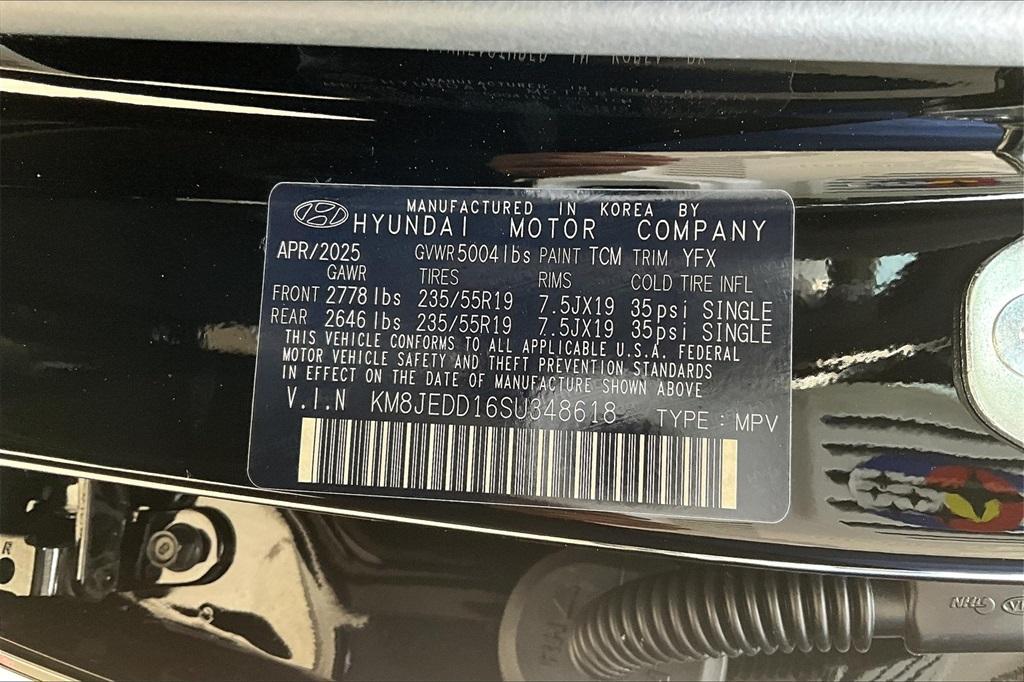 MANUFACTURED IN KOREA BY
HYUNDAI MOTOR COMPANY
APR/2025 GVWR 5004 lbs PAINT TCM TRIM YFX
GAWR TIRES RIMS COLD TIRE INFL
FRONT 2778 lbs 235/55R19 7.5JX19 35psi SINGLE
REAR 2646 lbs 235/55R19 7.5JX19 35psi SINGLE
THIS VEHICLE CONFORMS TO ALL APPLICABLE U.S.A. FEDERAL
MOTOR VEHICLE SAFETY AND THEFT PREVENTION STANDARDS
IN EFFECT ON THE DATE OF MANUFACTURE SHOWN ABOVE
V.I.N KM8JEDD16SU348618 TYPE : MPV
NHC